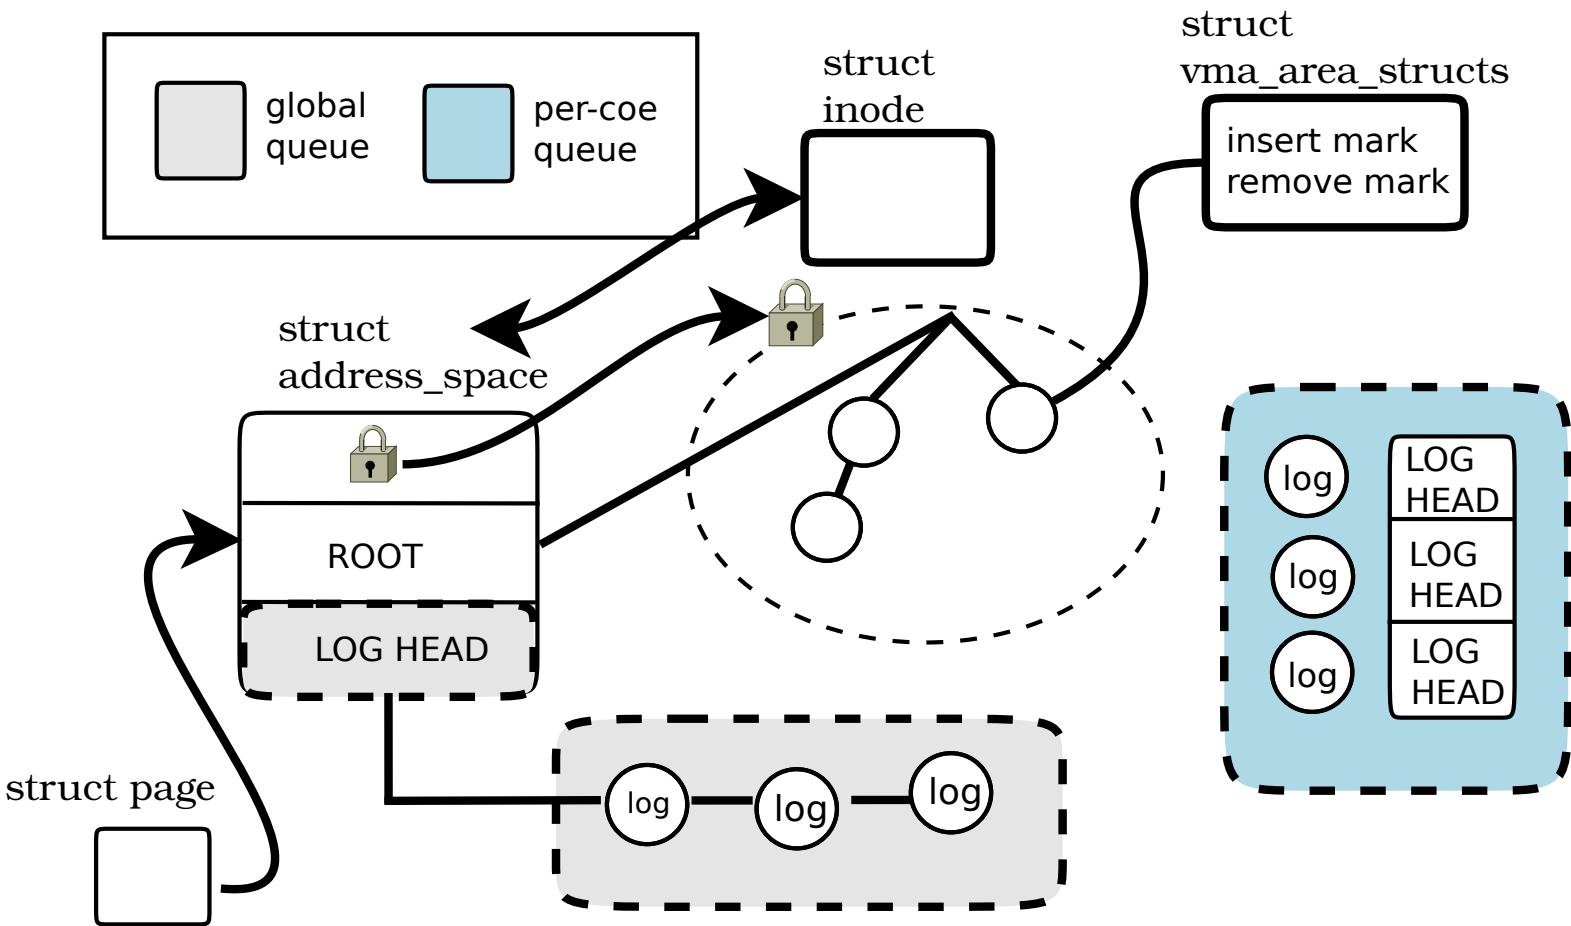 global
queue
per-coe
queue
struct
inode
struct
vma_area_structs
insert mark
remove mark
struct
address_space
ROOT
LOG HEAD
log
LOG
HEAD
log
LOG
HEAD
log
LOG
HEAD
struct page
log
log
log